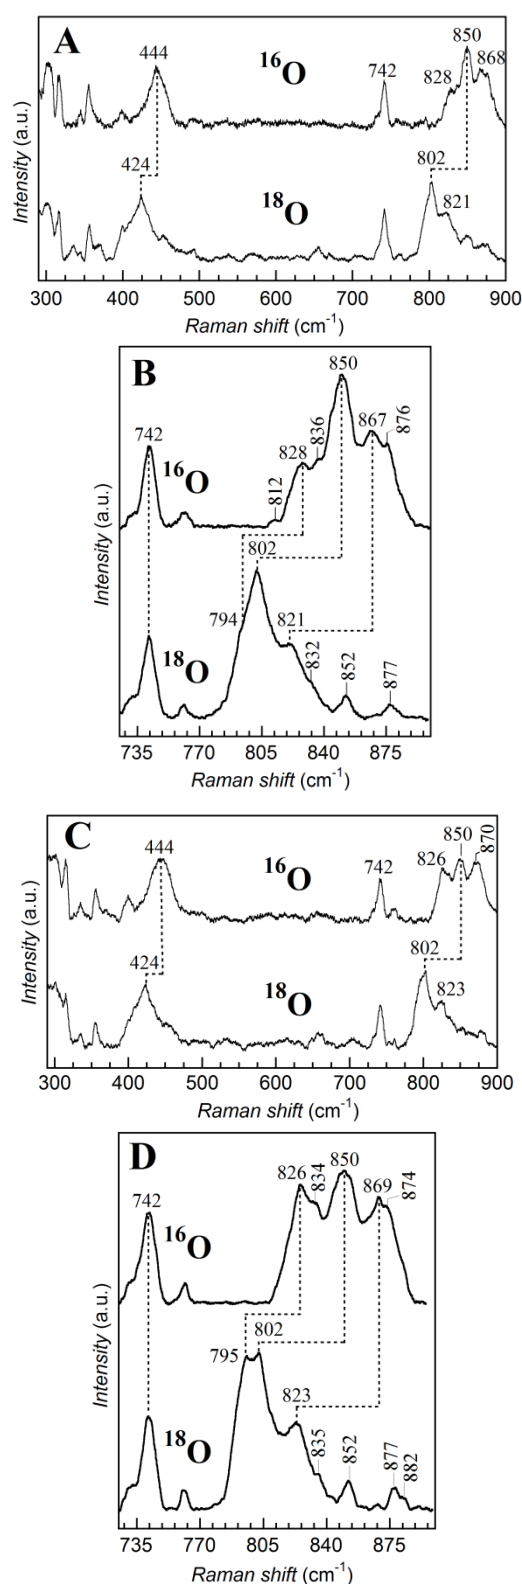 A
444
16O
742
828
850
868
424
18O
802
821
Intensity (a.u.)
300 400 500 600 700 800 900
Raman shift (cm-1)
B
850
742
828
836
867
876
16O
812
802
794
821
832
852
877
18O
Intensity (a.u.)
735 770 805 840 875
Raman shift (cm-1)
C
444
16O
742
826
850
870
424
18O
802
823
Intensity (a.u.)
300 400 500 600 700 800 900
Raman shift (cm-1)
D
742
826
834
850
869
874
16O
795
802
823
835
852
877
882
18O
Intensity (a.u.)
735 770 805 840 875
Raman shift (cm-1)